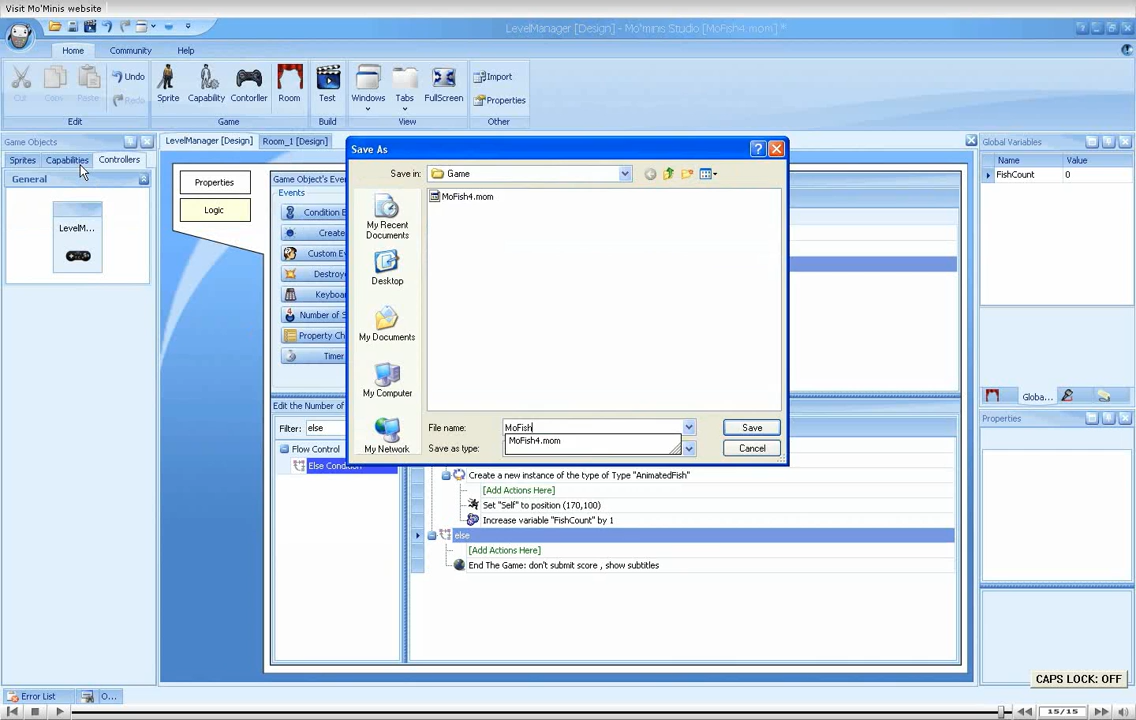 Visit Mo'Minis website
LevelManager [Design] - Mo'minis Studio [MoFish4.mom] *
Home
Community
Help
Cut
Copy
Paste
Undo
Redo
Edit
Sprite
Capability
Contorller
Room
Game
Test
Build
Windows
Tabs
FullScreen
View
Import
Properties
Other
Game Objects
Sprites
Capabilities
Controllers
General
LevelM...
LevelManager [Design]
Room_1 [Design]
Properties
Logic
Game Object's Eve
Events
Condition E
Create
Custom Ev
Destroy
Keyboa
Number of S
Property Ch
Timer
Edit the Number of
Filter:
else
Flow Control
Else Condition
Save As
Save in:
Game
MoFish4.mom
My Recent
Documents
Desktop
My Documents
My Computer
My Network
File name:
MoFish
MoFish4.mom
Save as type:
Save
Cancel
Create a new instance of the type of Type "AnimatedFish"
[Add Actions Here]
Set "Self" to position (170,100)
Increase variable "FishCount" by 1
else
[Add Actions Here]
End The Game: don't submit score , show subtitles
Global Variables
Name
Value
FishCount
0
Globa...
Properties
CAPS LOCK: OFF
Error List
O...
15/15